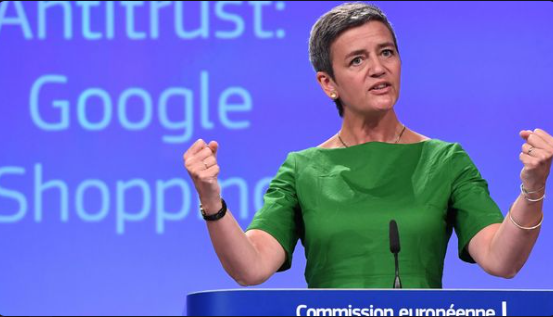 Antitrust:
Google
Shopping
Commission européenne